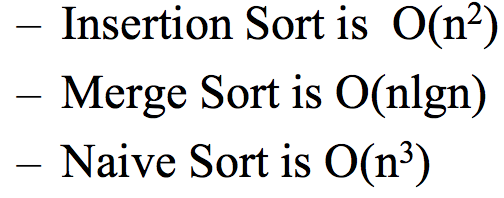 – Insertion Sort is O(n²)
– Merge Sort is O(nlgn)
– Naive Sort is O(n³)